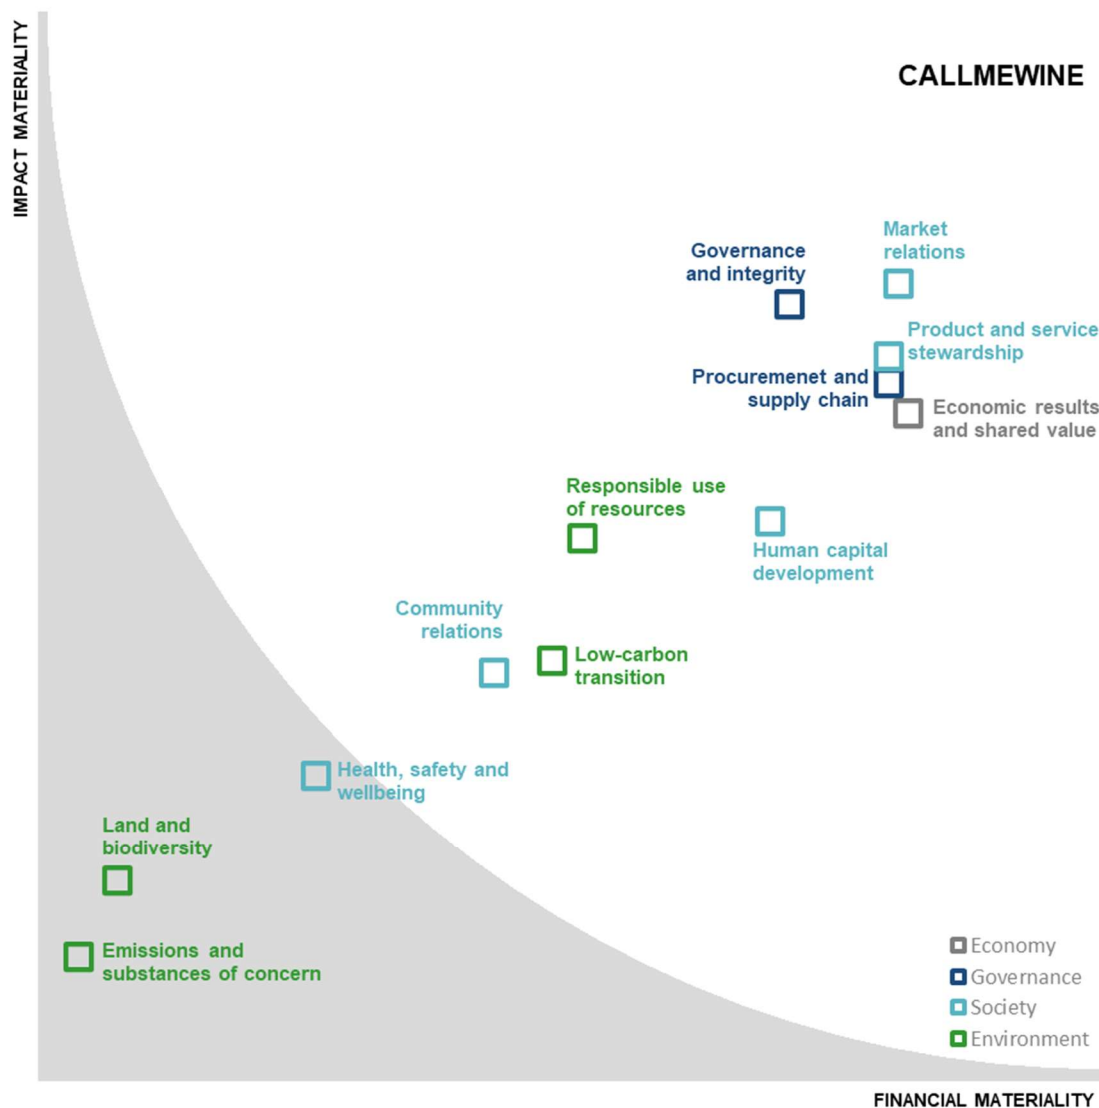 IMPACT MATERIALITY
CALLMEWINE
Market
relations
Governance
and integrity
Product and service
stewardship
Procuremenet and
supply chain
Economic results
and shared value
Responsible use
of resources
Human capital
development
Community
relations
Low-carbon
transition
Health, safety and
wellbeing
Land and
biodiversity
Emissions and
substances of concern
Economy
Governance
Society
Environment
FINANCIAL MATERIALITY